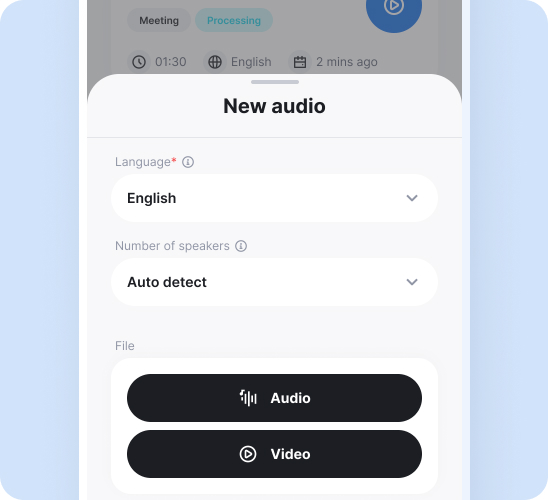 Meeting Processing
01:30 English 2 mins ago
New audio
Language*
English
Number of speakers
Auto detect
File
Audio
Video